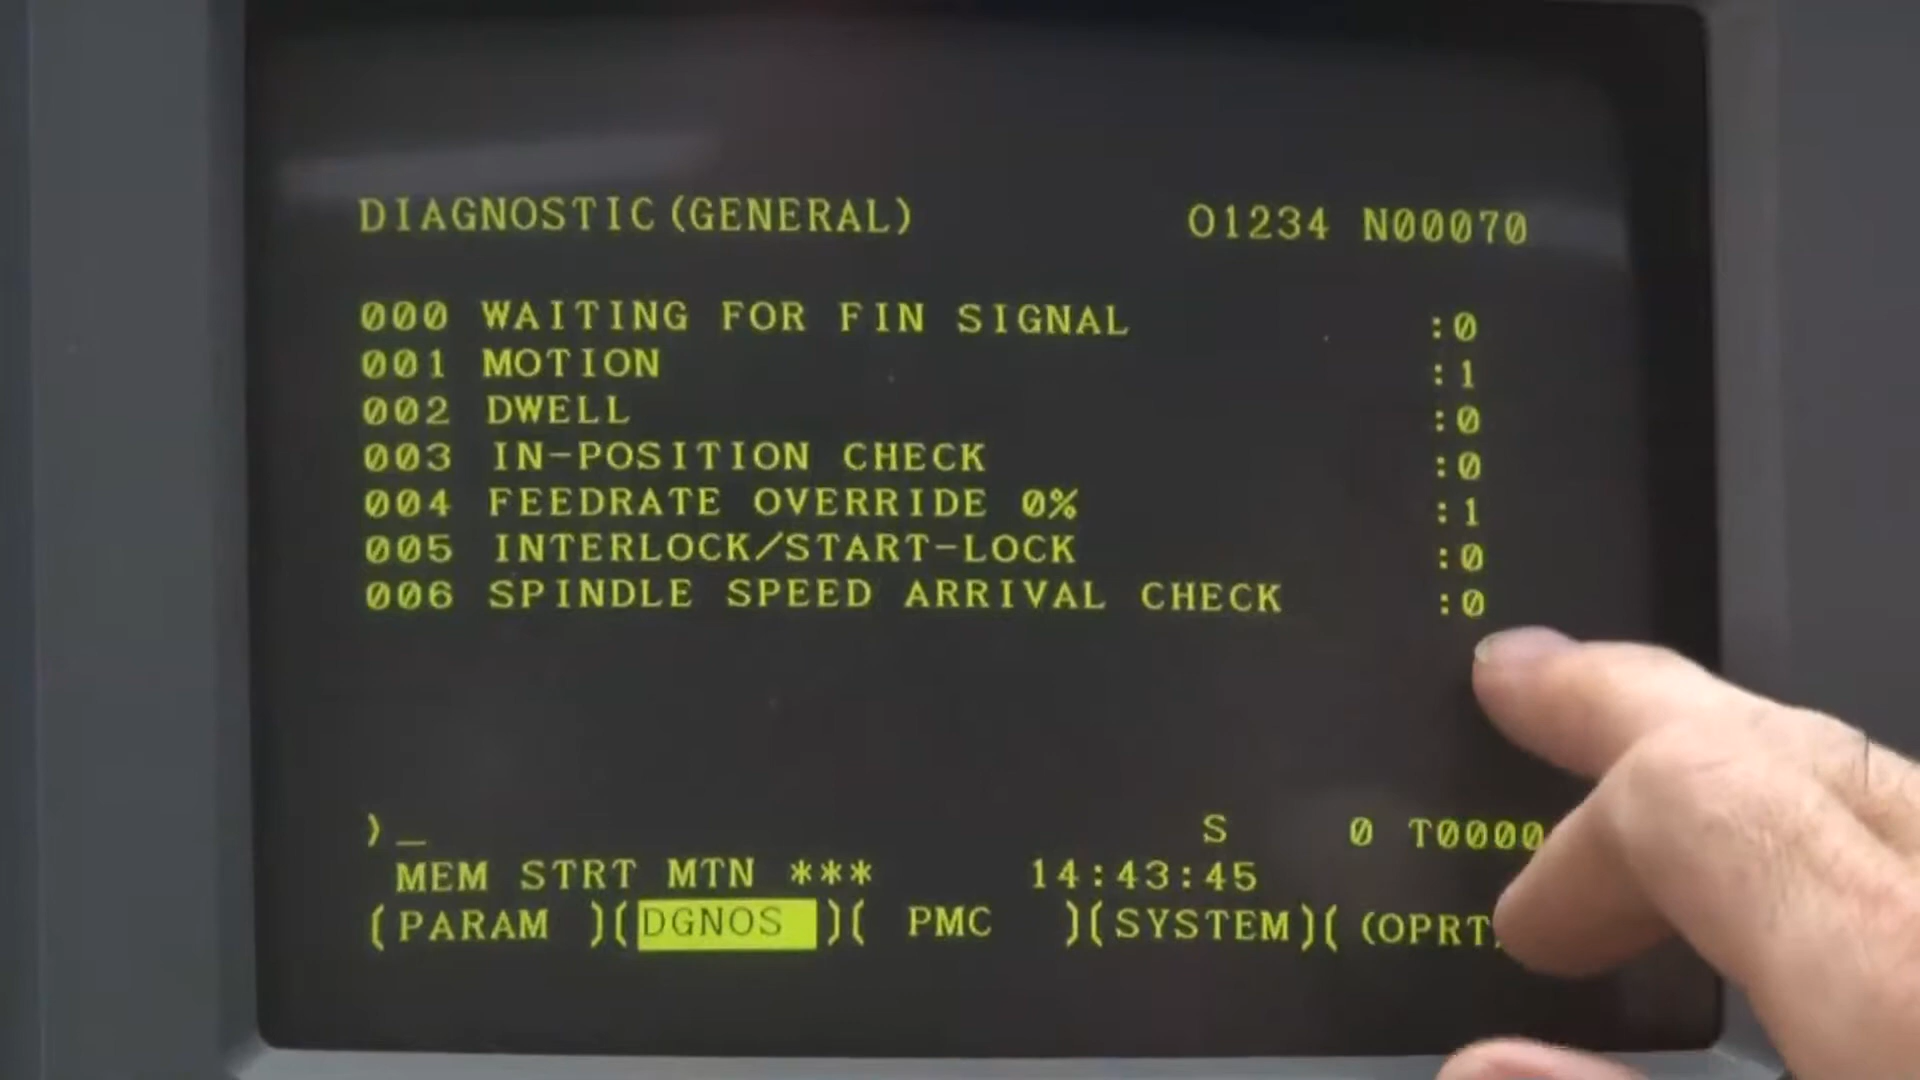 DIAGNOSTIC(GENERAL) O1234 N00070
000 WAITING FOR FIN SIGNAL :0
001 MOTION :1
002 DWELL :0
003 IN-POSITION CHECK :0
004 FEEDRATE OVERRIDE 0% :1
005 INTERLOCK/START-LOCK :0
006 SPINDLE SPEED ARRIVAL CHECK :0
)_ S 0 T0000
MEM STRT MTN *** 14:43:45
(PARAM )(DGNOS )( PMC )(SYSTEM)( (OPRT